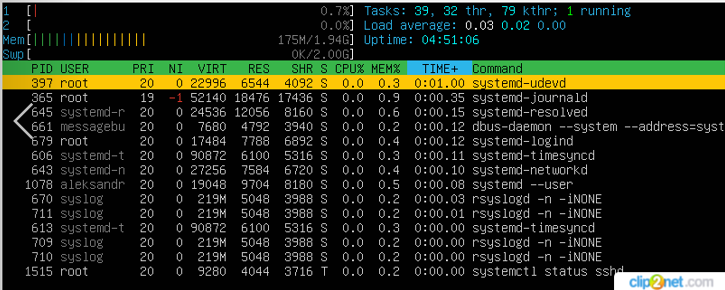 1 [| 0.7%] Tasks: 39, 32 thr, 79 kthr; 1 running
2 [ 0.0%] Load average: 0.03 0.02 0.00
Mem[||||||||||||||||||| 175M/1.94G] Uptime: 04:51:06
Swp[ 0K/2.00G]
PID USER PRI NI VIRT RES SHR S CPU% MEM% TIME+ Command
397 root 20 0 22996 6544 4092 S 0.0 0.3 0:01.00 systemd-udevd
365 root 19 -1 52140 18476 17436 S 0.0 0.9 0:00.35 systemd-journald
645 systemd-r 20 0 24536 12056 8160 S 0.0 0.6 0:00.15 systemd-resolved
661 messagebu 20 0 7680 4792 3940 S 0.0 0.2 0:00.12 dbus-daemon --system --address=syst
679 root 20 0 17484 7788 6892 S 0.0 0.4 0:00.12 systemd-logind
606 systemd-t 20 0 90872 6100 5316 S 0.0 0.3 0:00.11 systemd-timesyncd
643 systemd-n 20 0 27256 7584 6720 S 0.0 0.4 0:00.10 systemd-networkd
1078 aleksandr 20 0 19048 9704 8180 S 0.0 0.5 0:00.08 systemd --user
670 syslog 20 0 219M 5048 3988 S 0.0 0.2 0:00.03 rsyslogd -n -iNONE
711 syslog 20 0 219M 5048 3988 S 0.0 0.2 0:00.01 rsyslogd -n -iNONE
613 systemd-t 20 0 90872 6100 5316 S 0.0 0.3 0:00.00 systemd-timesyncd
709 syslog 20 0 219M 5048 3988 S 0.0 0.2 0:00.00 rsyslogd -n -iNONE
710 syslog 20 0 219M 5048 3988 S 0.0 0.2 0:00.00 rsyslogd -n -iNONE
1515 root 20 0 9280 4044 3716 T 0.0 0.2 0:00.00 systemctl status sshd
clip2net.com